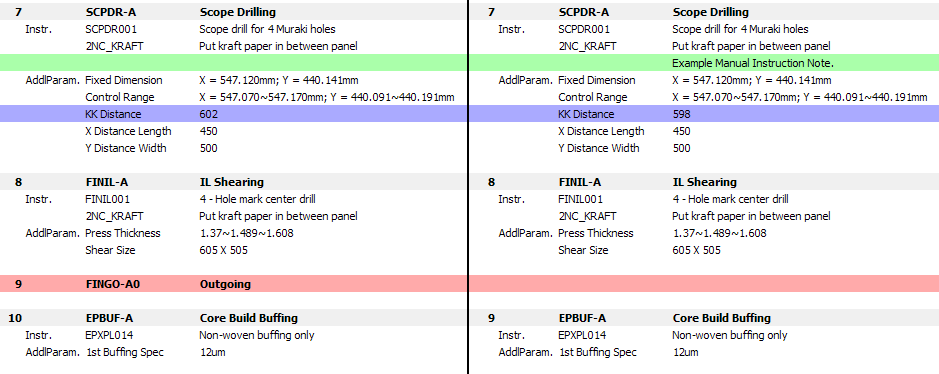 7 SCPDR-A Scope Drilling
Instr. SCPDR001 Scope drill for 4 Muraki holes
2NC_KRAFT Put kraft paper in between panel
AddlParam. Fixed Dimension X = 547.120mm; Y = 440.141mm
Control Range X = 547.070~547.170mm; Y = 440.091~440.191mm
KK Distance 602
X Distance Length 450
Y Distance Width 500
8 FINIL-A IL Shearing
Instr. FINIL001 4 - Hole mark center drill
2NC_KRAFT Put kraft paper in between panel
AddlParam. Press Thickness 1.37~1.489~1.608
Shear Size 605 X 505
9 FINGO-A0 Outgoing
10 EPBUF-A Core Build Buffing
Instr. EPXPL014 Non-woven buffing only
AddlParam. 1st Buffing Spec 12um
7 SCPDR-A Scope Drilling
Instr. SCPDR001 Scope drill for 4 Muraki holes
2NC_KRAFT Put kraft paper in between panel
Example Manual Instruction Note.
AddlParam. Fixed Dimension X = 547.120mm; Y = 440.141mm
Control Range X = 547.070~547.170mm; Y = 440.091~440.191mm
KK Distance 598
X Distance Length 450
Y Distance Width 500
8 FINIL-A IL Shearing
Instr. FINIL001 4 - Hole mark center drill
2NC_KRAFT Put kraft paper in between panel
AddlParam. Press Thickness 1.37~1.489~1.608
Shear Size 605 X 505
9 EPBUF-A Core Build Buffing
Instr. EPXPL014 Non-woven buffing only
AddlParam. 1st Buffing Spec 12um